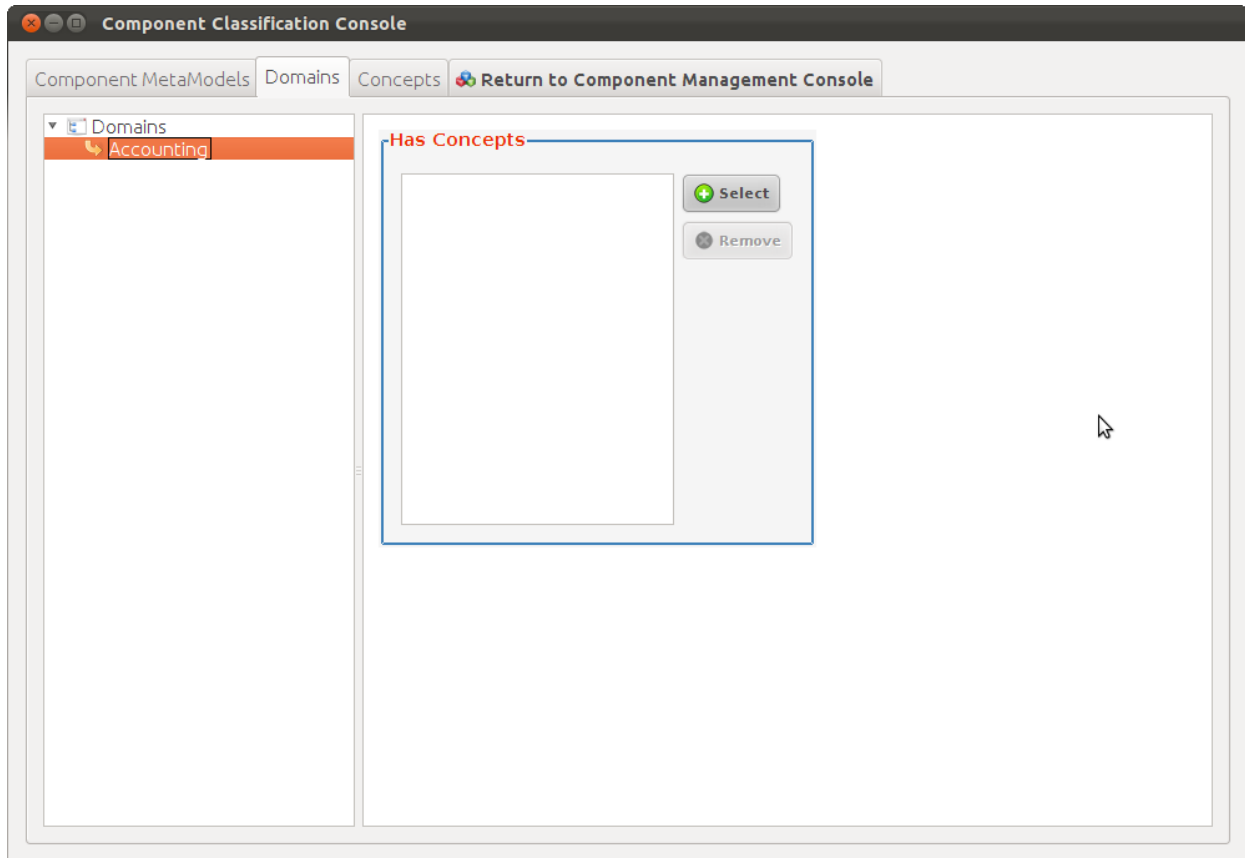 Component Classification Console
Component MetaModels Domains Concepts Return to Component Management Console
Domains
Accounting
Has Concepts
Select
Remove